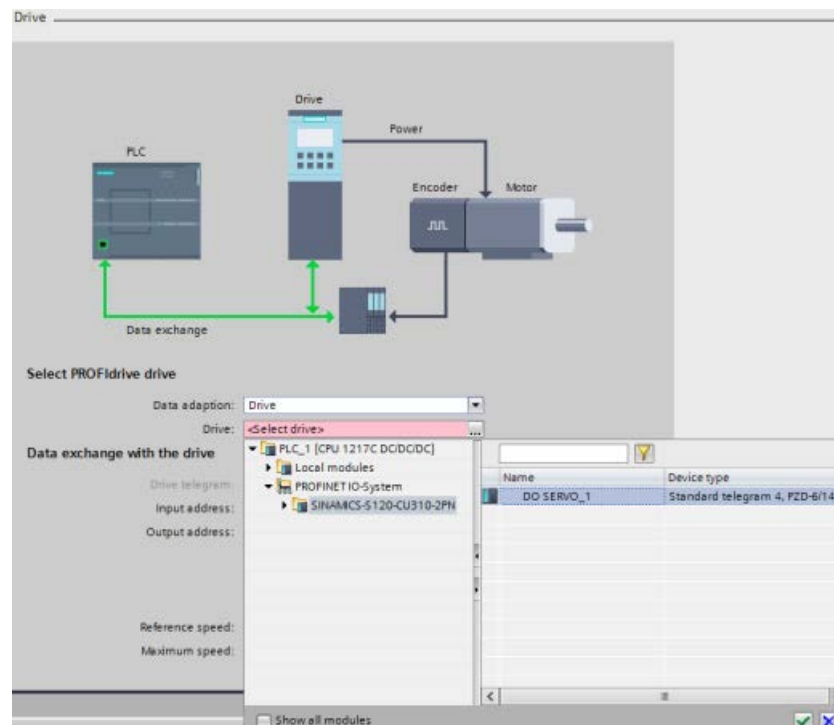 Drive
Drive
Power
PLC
Encoder
Motor
Data exchange
Select PROFIdrive drive
Data adaption: Drive
Drive: <Select drive> ...
Data exchange with the drive
PLC_1 [CPU 1217C DC/DC/DC]
Local modules
Name
Device type
Drive telegram:
PROFINET IO-System
DO SERVO_1
Standard telegram 4, PZD-6/14
Input address:
SINAMICS-S120-CU310-2PN
Output address:
Reference speed:
Maximum speed:
Show all modules